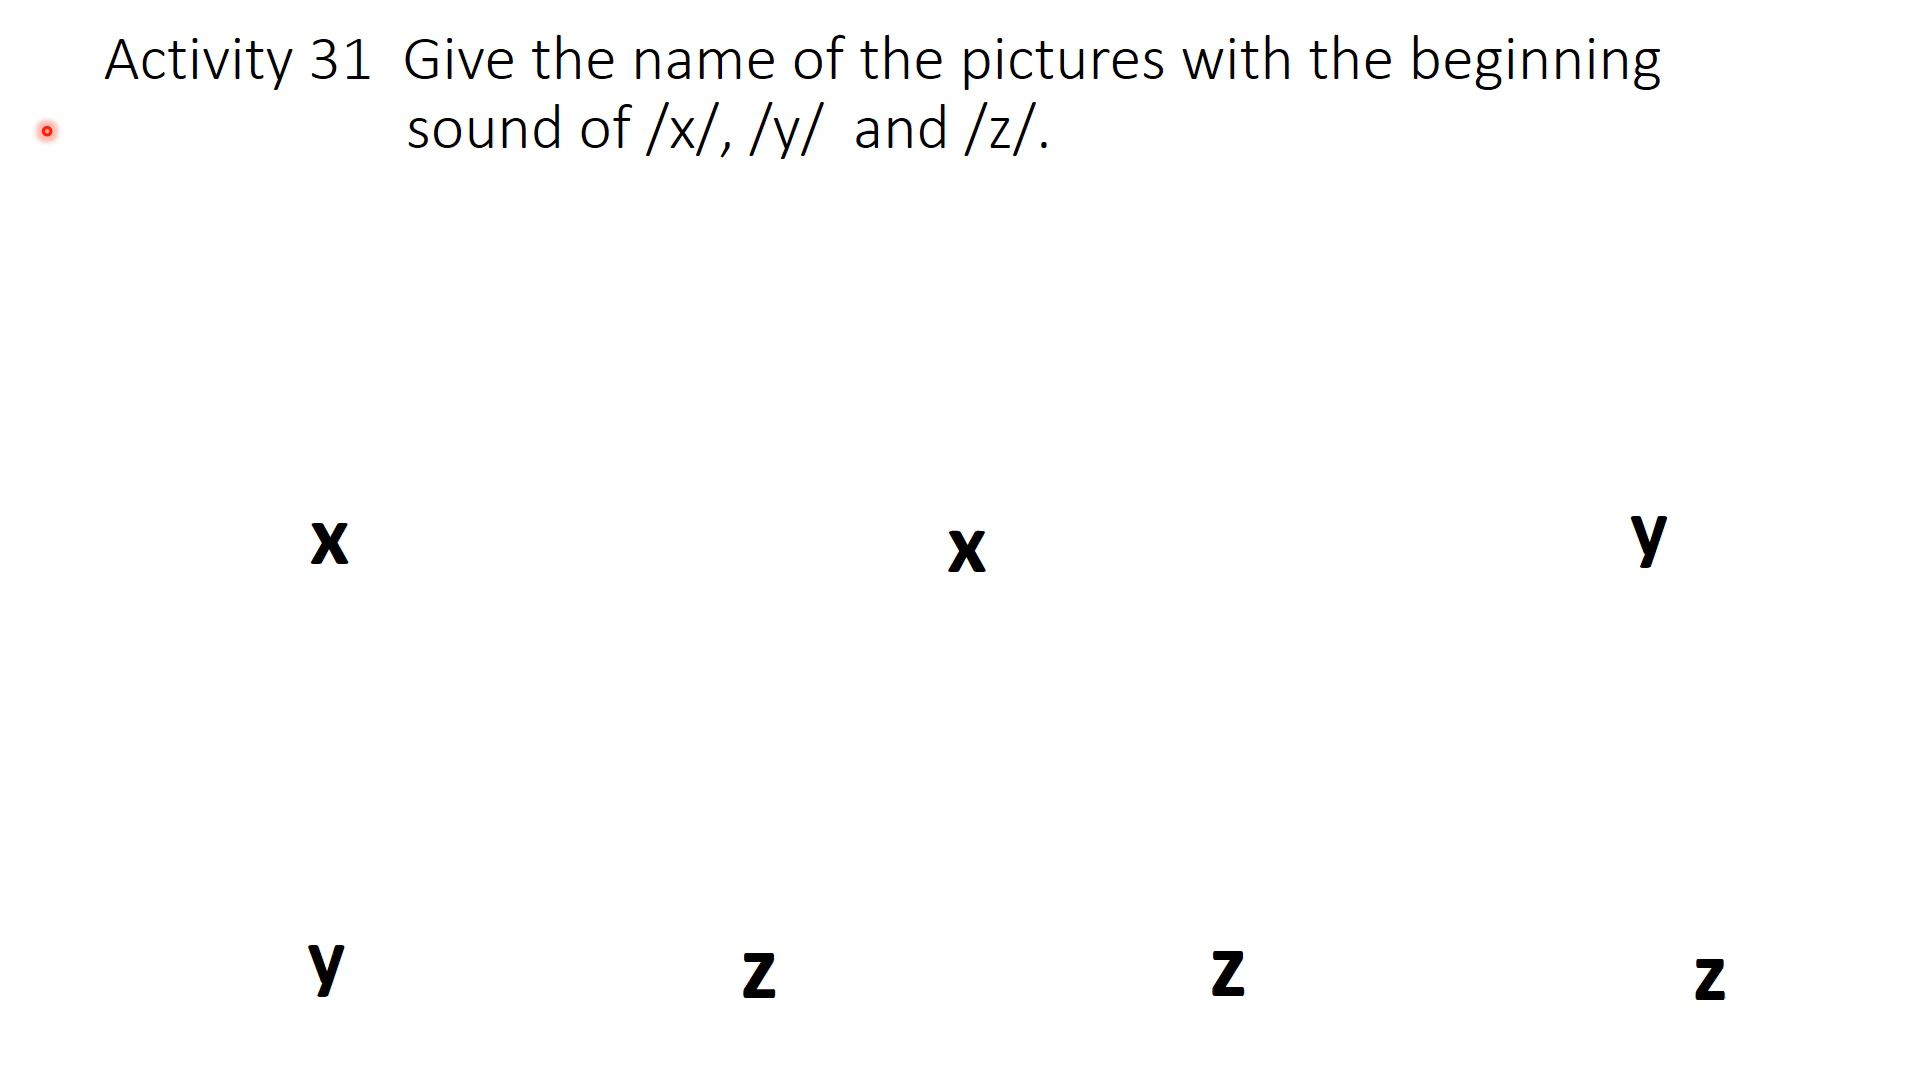 Activity 31 Give the name of the pictures with the beginning
sound of /x/, /y/ and /z/.
x x y
y z z z